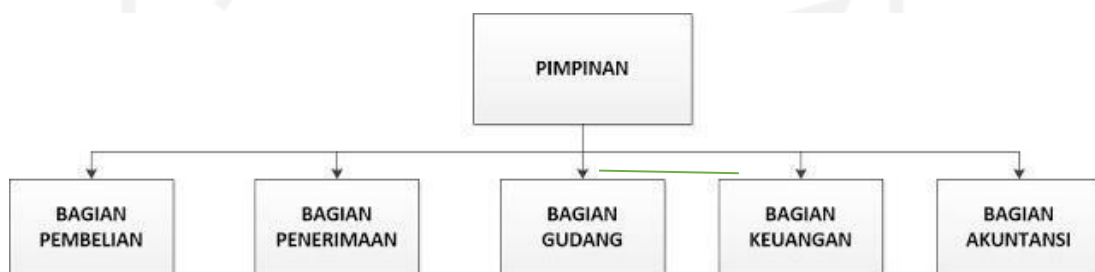 PIMPINAN
BAGIAN
PEMBELIAN
BAGIAN
PENERIMAAN
BAGIAN
GUDANG
BAGIAN
KEUANGAN
BAGIAN
AKUNTANSI